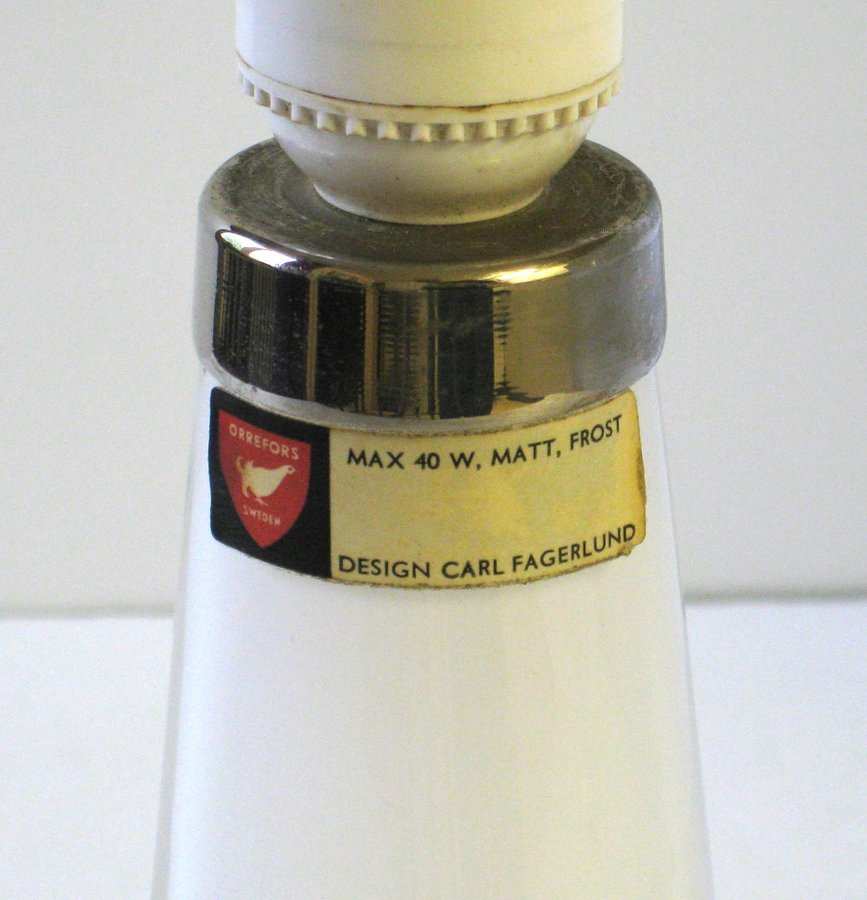 ORREFORS
SWEDEN
MAX 40 W, MATT, FROST
DESIGN CARL FAGERLUND